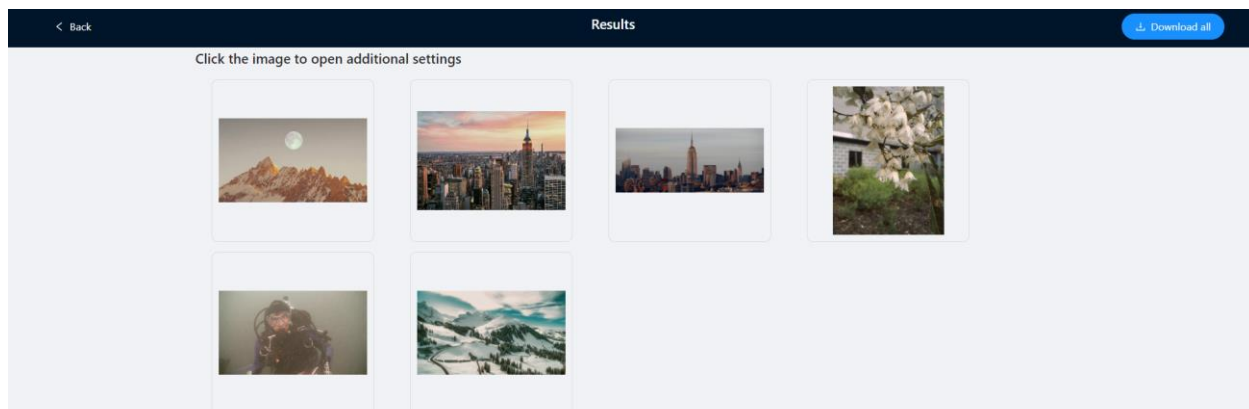 Back
Results
Download all
Click the image to open additional settings